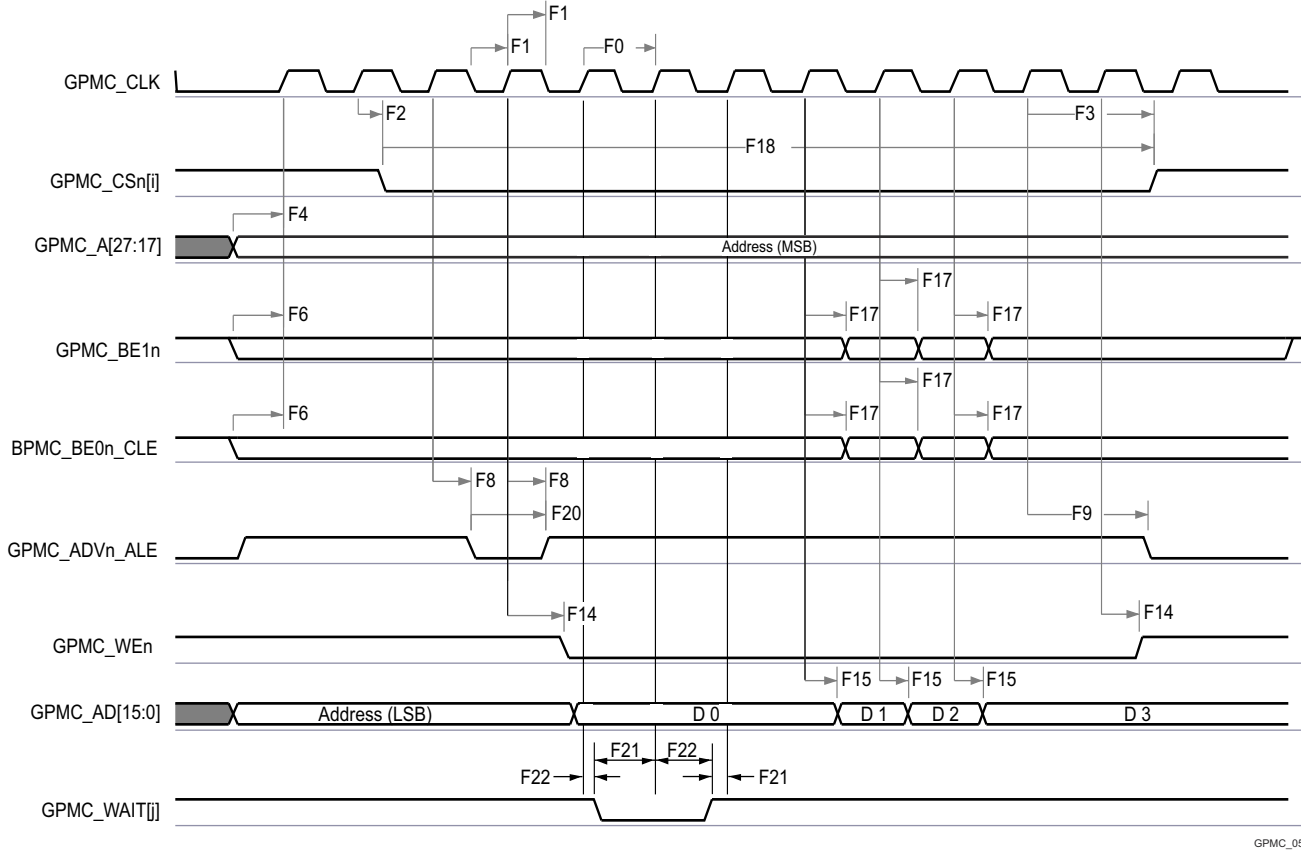 F1
F1 F0
GPMC_CLK
F2 F3
F18
GPMC_CSn[i]
F4
GPMC_A[27:17] Address (MSB)
F17
F6 F17 F17
GPMC_BE1n
F17
F6 F17 F17
BPMC_BE0n_CLE
F8 F8
F20 F9
GPMC_ADVn_ALE
F14 F14
GPMC_WEn
F15 F15 F15
GPMC_AD[15:0] Address (LSB) D 0 D 1 D 2 D 3
F21 F22
F22 F21
GPMC_WAIT[j]
GPMC_05